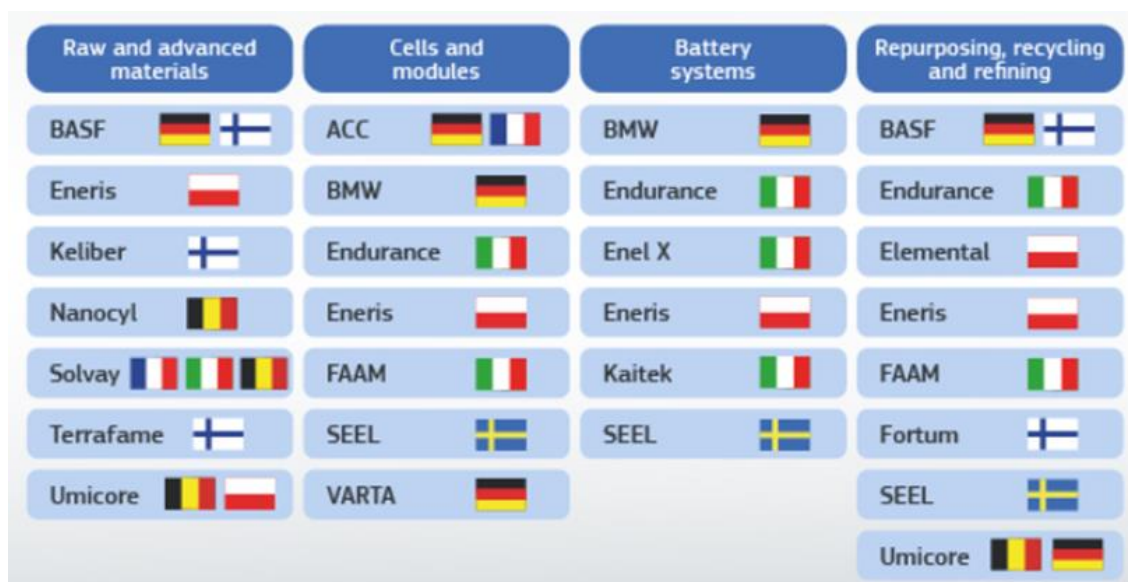 Raw and advanced
materials
BASF
Eneris
Keliber
Nanocyl
Solvay
Terrafame
Umicore
Cells and
modules
ACC
BMW
Endurance
Eneris
FAAM
SEEL
VARTA
Battery
systems
BMW
Endurance
Enel X
Eneris
Kaitek
SEEL
Repurposing, recycling
and refining
BASF
Endurance
Elemental
Eneris
FAAM
Fortum
SEEL
Umicore